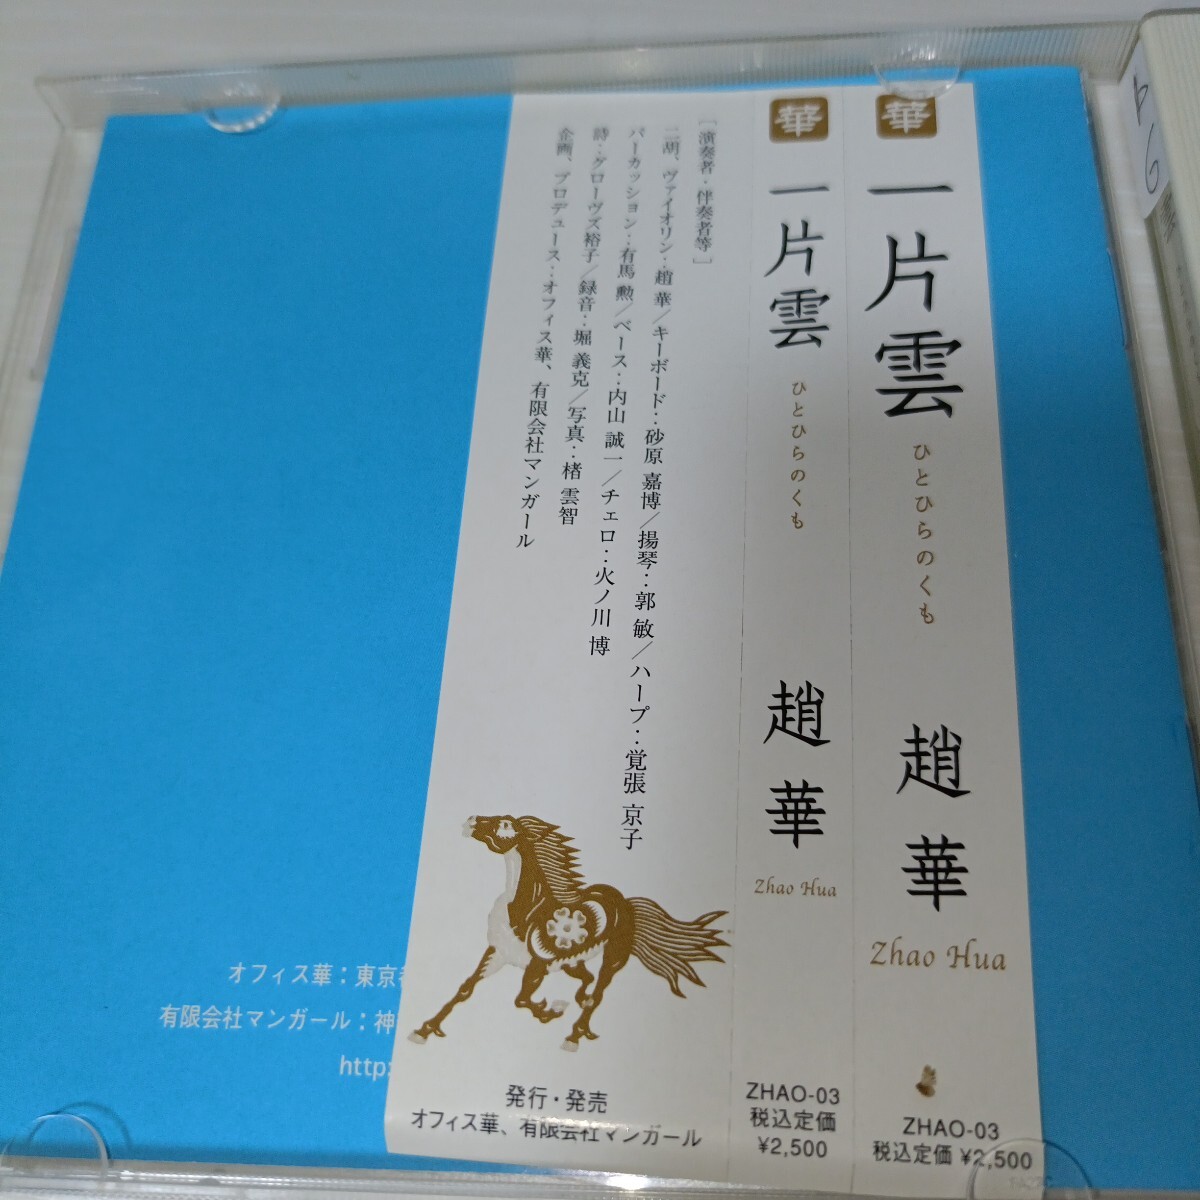 華
一片雲
ひとひらのくも
趙華
Zhao Hua
ZHAO-03
税込定価 ¥2,500
華
一片雲
ひとひらのくも
趙華
Zhao Hua
ZHAO-03
税込定価
¥2,500
[演奏者・伴奏者等]
二胡、ヴァイオリン：趙 華／キーボード：砂原 嘉博／揚琴：郭 敏／ハープ：覚張 京子
パーカッション：有馬 勲／ベース：内山 誠一／チェロ：火ノ川 博
詩：グローヴズ裕子／録音：堀 義克／写真：楮 雲智
企画、プロデュース：オフィス華、有限会社マンガール
発行・発売
オフィス華、有限会社マンガール
オフィス華：東京
有限会社マンガール：神
http: